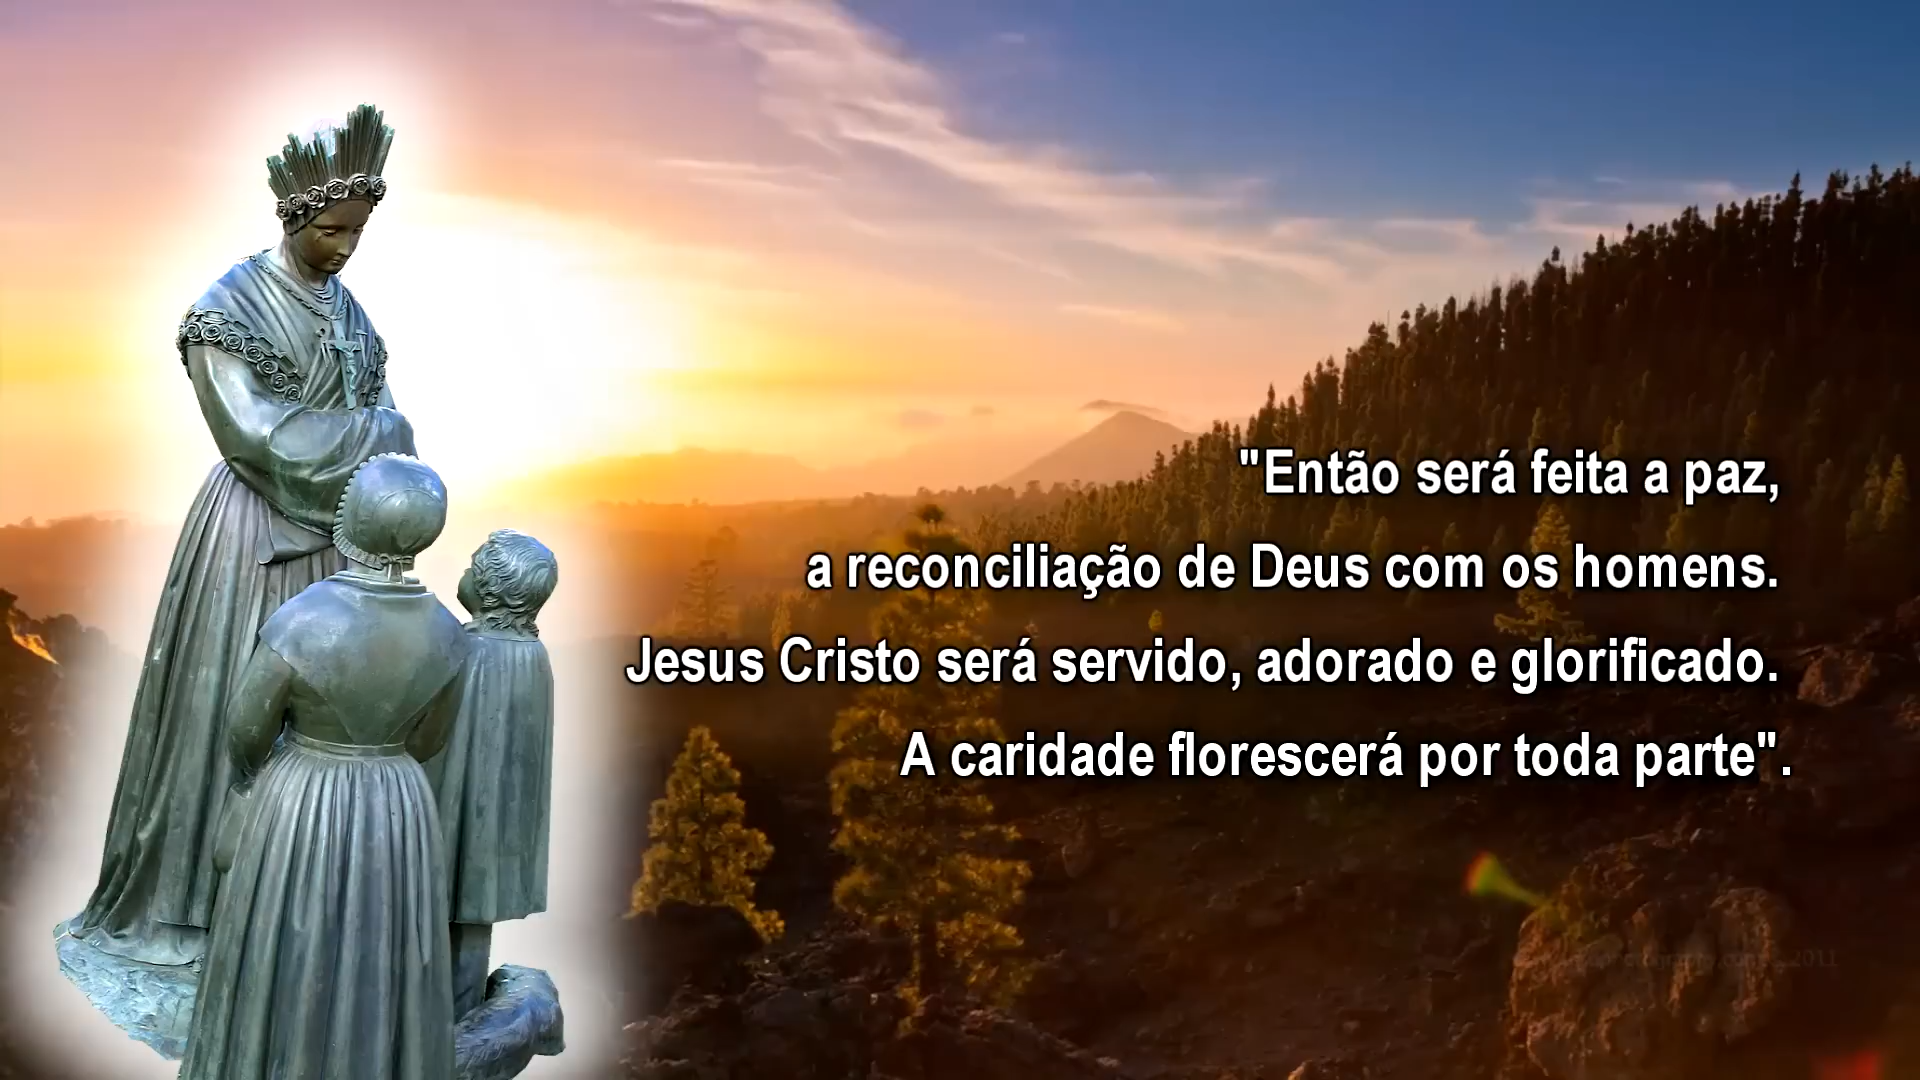 "Então será feita a paz,
a reconciliação de Deus com os homens.
Jesus Cristo será servido, adorado e glorificado.
A caridade florescerá por toda parte".